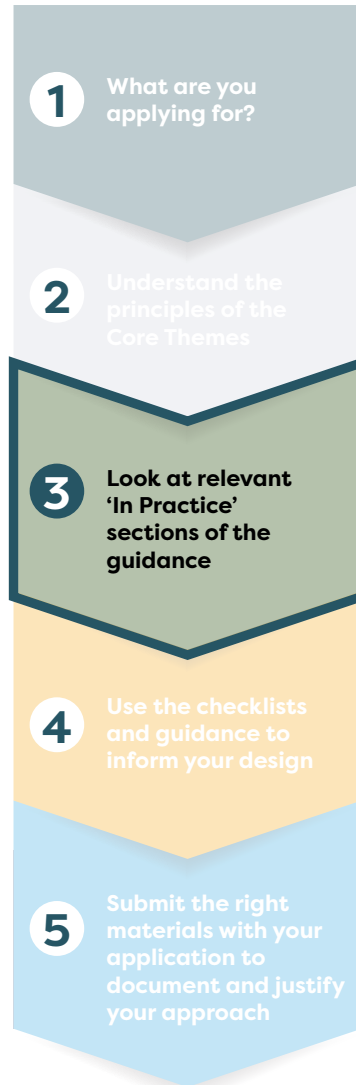 1
What are you
applying for?
2
Understand the
principles of the
Core Themes
3
Look at relevant
‘In Practice’
sections of the
guidance
4
Use the checklists
and guidance to
inform your design
5
Submit the right
materials with your
application to
document and justify
your approach